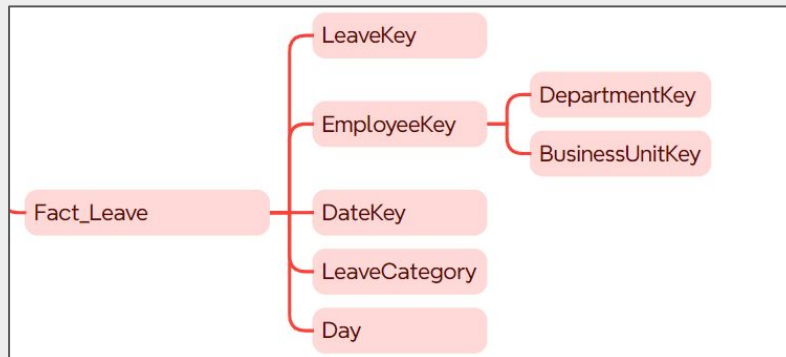 LeaveKey
DepartmentKey
EmployeeKey
BusinessUnitKey
Fact_Leave
DateKey
LeaveCategory
Day